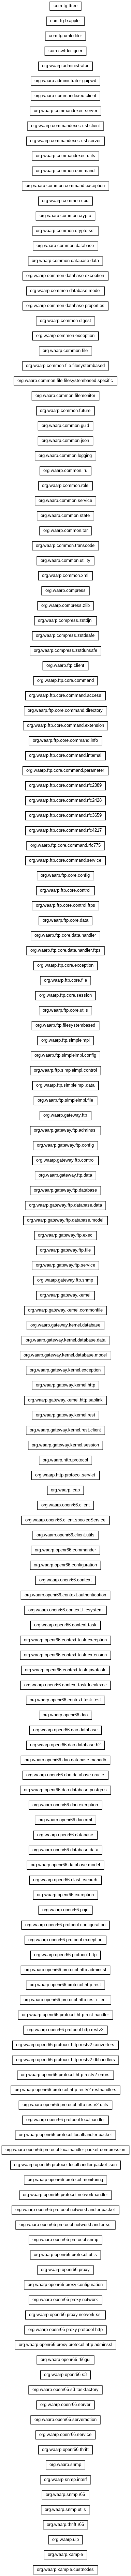 com.fg.ftree
com.fg.ftxapplet
com.fg.xmleditor
com.swtdesigner
org.waarp.administrator
org.waarp.administrator.guipwd
org.waarp.commandexec.client
org.waarp.commandexec.server
org.waarp.commandexec.ssl.client
org.waarp.commandexec.ssl.server
org.waarp.commandexec.utils
org.waarp.common.command
org.waarp.common.command.exception
org.waarp.common.cpu
org.waarp.common.crypto
org.waarp.common.crypto.ssl
org.waarp.common.database
org.waarp.common.database.data
org.waarp.common.database.exception
org.waarp.common.database.model
org.waarp.common.database.properties
org.waarp.common.digest
org.waarp.common.exception
org.waarp.common.file
org.waarp.common.file.filesystembased
org.waarp.common.file.filesystembased.specific
org.waarp.common.filemonitor
org.waarp.common.future
org.waarp.common.guid
org.waarp.common.json
org.waarp.common.logging
org.waarp.common.lru
org.waarp.common.role
org.waarp.common.service
org.waarp.common.state
org.waarp.common.tar
org.waarp.common.transcode
org.waarp.common.utility
org.waarp.common.xml
org.waarp.compress
org.waarp.compress.zlib
org.waarp.compress.zstdjni
org.waarp.compress.zstdsafe
org.waarp.compress.zstdunsafe
org.waarp.ftp.client
org.waarp.ftp.core.command
org.waarp.ftp.core.command.access
org.waarp.ftp.core.command.directory
org.waarp.ftp.core.command.extension
org.waarp.ftp.core.command.info
org.waarp.ftp.core.command.internal
org.waarp.ftp.core.command.parameter
org.waarp.ftp.core.command.rfc2389
org.waarp.ftp.core.command.rfc2428
org.waarp.ftp.core.command.rfc3659
org.waarp.ftp.core.command.rfc4217
org.waarp.ftp.core.command.rfc775
org.waarp.ftp.core.command.service
org.waarp.ftp.core.config
org.waarp.ftp.core.control
org.waarp.ftp.core.control.ftps
org.waarp.ftp.core.data
org.waarp.ftp.core.data.handler
org.waarp.ftp.core.data.handler.ftps
org.waarp.ftp.core.exception
org.waarp.ftp.core.file
org.waarp.ftp.core.session
org.waarp.ftp.core.utils
org.waarp.ftp.filesystembased
org.waarp.ftp.simpleimpl
org.waarp.ftp.simpleimpl.config
org.waarp.ftp.simpleimpl.control
org.waarp.ftp.simpleimpl.data
org.waarp.ftp.simpleimpl.file
org.waarp.gateway.ftp
org.waarp.gateway.ftp.adminssl
org.waarp.gateway.ftp.config
org.waarp.gateway.ftp.control
org.waarp.gateway.ftp.data
org.waarp.gateway.ftp.database
org.waarp.gateway.ftp.database.data
org.waarp.gateway.ftp.database.model
org.waarp.gateway.ftp.exec
org.waarp.gateway.ftp.file
org.waarp.gateway.ftp.service
org.waarp.gateway.ftp.snmp
org.waarp.gateway.kernel
org.waarp.gateway.kernel.commonfile
org.waarp.gateway.kernel.database
org.waarp.gateway.kernel.database.data
org.waarp.gateway.kernel.database.model
org.waarp.gateway.kernel.exception
org.waarp.gateway.kernel.http
org.waarp.gateway.kernel.http.saplink
org.waarp.gateway.kernel.rest
org.waarp.gateway.kernel.rest.client
org.waarp.gateway.kernel.session
org.waarp.http.protocol
org.waarp.http.protocol.servlet
org.waarp.icap
org.waarp.openr66.client
org.waarp.openr66.client.spooledService
org.waarp.openr66.client.utils
org.waarp.openr66.commander
org.waarp.openr66.configuration
org.waarp.openr66.context
org.waarp.openr66.context.authentication
org.waarp.openr66.context.filesystem
org.waarp.openr66.context.task
org.waarp.openr66.context.task.exception
org.waarp.openr66.context.task.extension
org.waarp.openr66.context.task.javatask
org.waarp.openr66.context.task.localexec
org.waarp.openr66.context.task.test
org.waarp.openr66.dao
org.waarp.openr66.dao.database
org.waarp.openr66.dao.database.h2
org.waarp.openr66.dao.database.mariadb
org.waarp.openr66.dao.database.oracle
org.waarp.openr66.dao.database.postgres
org.waarp.openr66.dao.exception
org.waarp.openr66.dao.xml
org.waarp.openr66.database
org.waarp.openr66.database.data
org.waarp.openr66.database.model
org.waarp.openr66.elasticsearch
org.waarp.openr66.exception
org.waarp.openr66.pojo
org.waarp.openr66.protocol.configuration
org.waarp.openr66.protocol.exception
org.waarp.openr66.protocol.http
org.waarp.openr66.protocol.http.adminssl
org.waarp.openr66.protocol.http.rest
org.waarp.openr66.protocol.http.rest.client
org.waarp.openr66.protocol.http.rest.handler
org.waarp.openr66.protocol.http.restv2
org.waarp.openr66.protocol.http.restv2.converters
org.waarp.openr66.protocol.http.restv2.dbhandlers
org.waarp.openr66.protocol.http.restv2.errors
org.waarp.openr66.protocol.http.restv2.resthandlers
org.waarp.openr66.protocol.http.restv2.utils
org.waarp.openr66.protocol.localhandler
org.waarp.openr66.protocol.localhandler.packet
org.waarp.openr66.protocol.localhandler.packet.compression
org.waarp.openr66.protocol.localhandler.packet.json
org.waarp.openr66.protocol.monitoring
org.waarp.openr66.protocol.networkhandler
org.waarp.openr66.protocol.networkhandler.packet
org.waarp.openr66.protocol.networkhandler.ssl
org.waarp.openr66.protocol.snmp
org.waarp.openr66.protocol.utils
org.waarp.openr66.proxy
org.waarp.openr66.proxy.configuration
org.waarp.openr66.proxy.network
org.waarp.openr66.proxy.network.ssl
org.waarp.openr66.proxy.protocol.http
org.waarp.openr66.proxy.protocol.http.adminssl
org.waarp.openr66.r66gui
org.waarp.openr66.s3
org.waarp.openr66.s3.taskfactory
org.waarp.openr66.server
org.waarp.openr66.serveraction
org.waarp.openr66.service
org.waarp.openr66.thrift
org.waarp.snmp
org.waarp.snmp.interf
org.waarp.snmp.r66
org.waarp.snmp.utils
org.waarp.thrift.r66
org.waarp.uip
org.waarp.xample
org.waarp.xample.custmodes